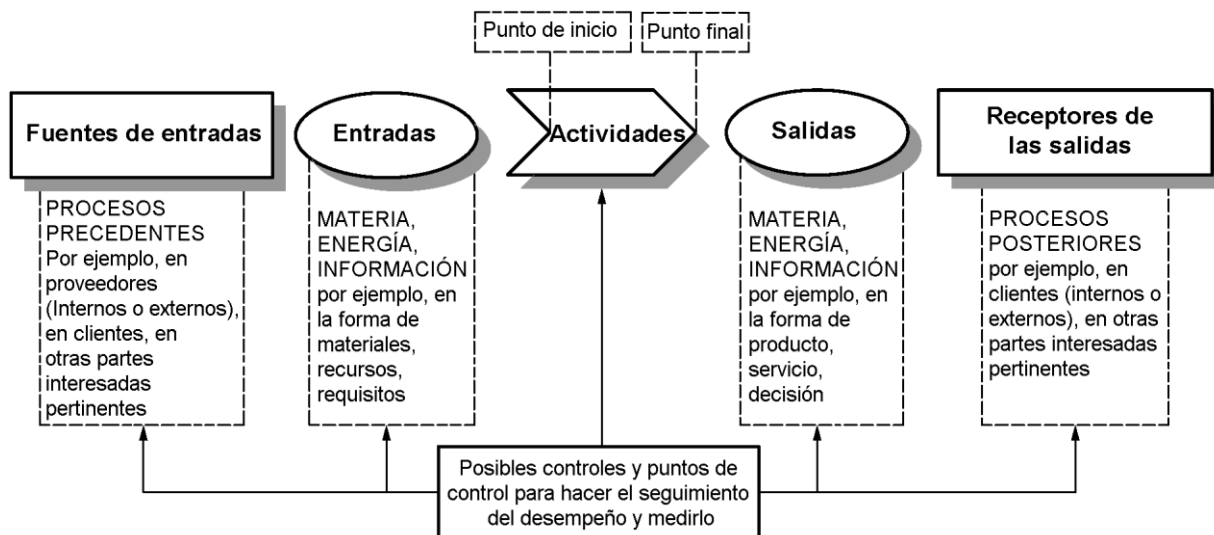 Punto de inicio
Punto final
Fuentes de entradas
Entradas
Actividades
Salidas
Receptores de
las salidas
PROCESOS
PRECEDENTES
Por ejemplo, en
proveedores
(Internos o externos),
en clientes, en
otras partes
interesadas
pertinentes
MATERIA,
ENERGÍA,
INFORMACIÓN
por ejemplo, en
la forma de
materiales,
recursos,
requisitos
MATERIA,
ENERGÍA,
INFORMACIÓN
por ejemplo, en
la forma de
producto,
servicio,
decisión
PROCESOS
POSTERIORES
por ejemplo, en
clientes (internos o
externos), en otras
partes interesadas
pertinentes
Posibles controles y puntos de
control para hacer el seguimiento
del desempeño y medirlo